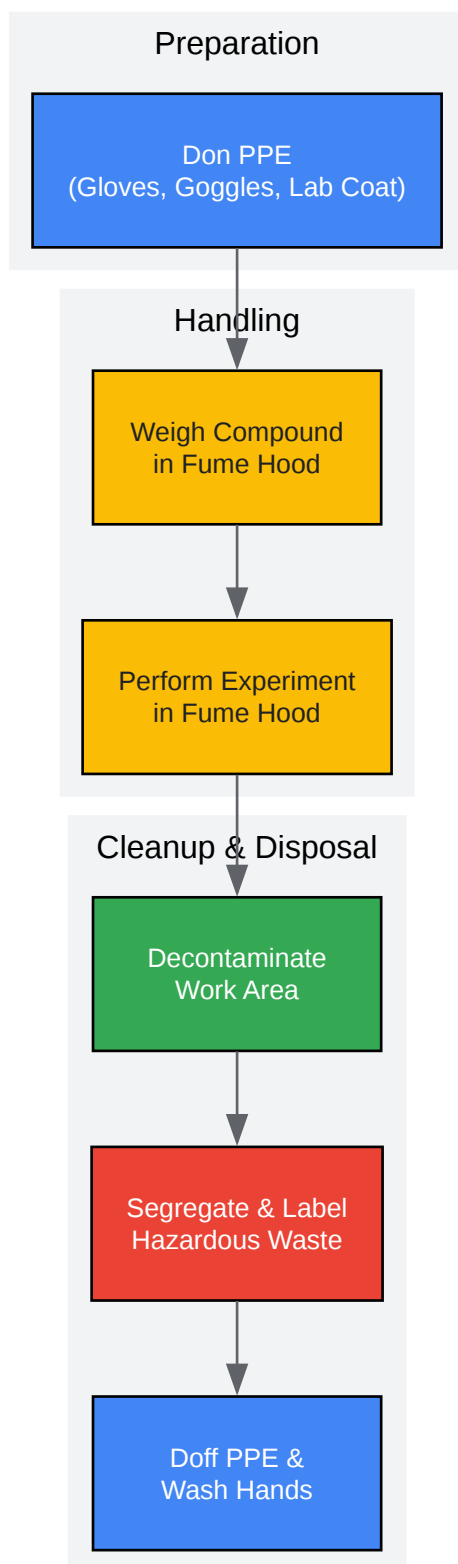 Preparation
Don PPE
(Gloves, Goggles, Lab Coat)
Handling
Weigh Compound
in Fume Hood
Perform Experiment
in Fume Hood
Cleanup & Disposal
Decontaminate
Work Area
Segregate & Label
Hazardous Waste
Doff PPE &
Wash Hands